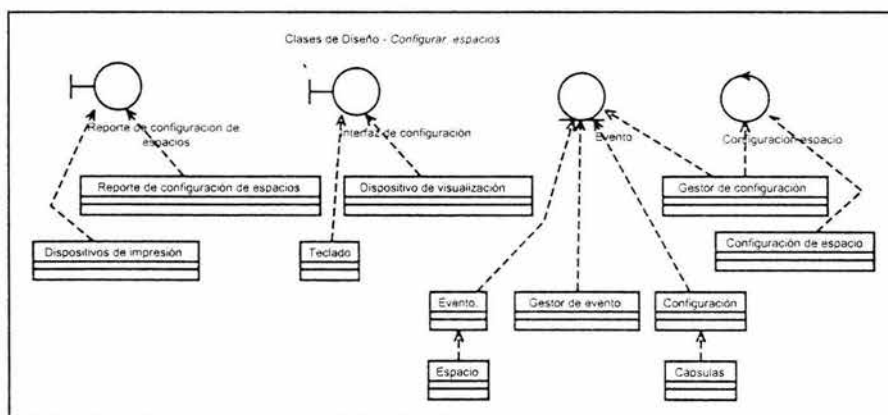 Clases de Diseño - Configurar espacios
Reporte de configuracion de
espacios
Interfaz de configuración
Evento
Configuracion espacio
Reporte de configuración de espacios
Dispositivo de visualización
Gestor de configuración
Dispositivos de impresión
Teclado
Configuración de espacio
Evento.
Gestor de evento
Configuración
Espacio
Cápsulas